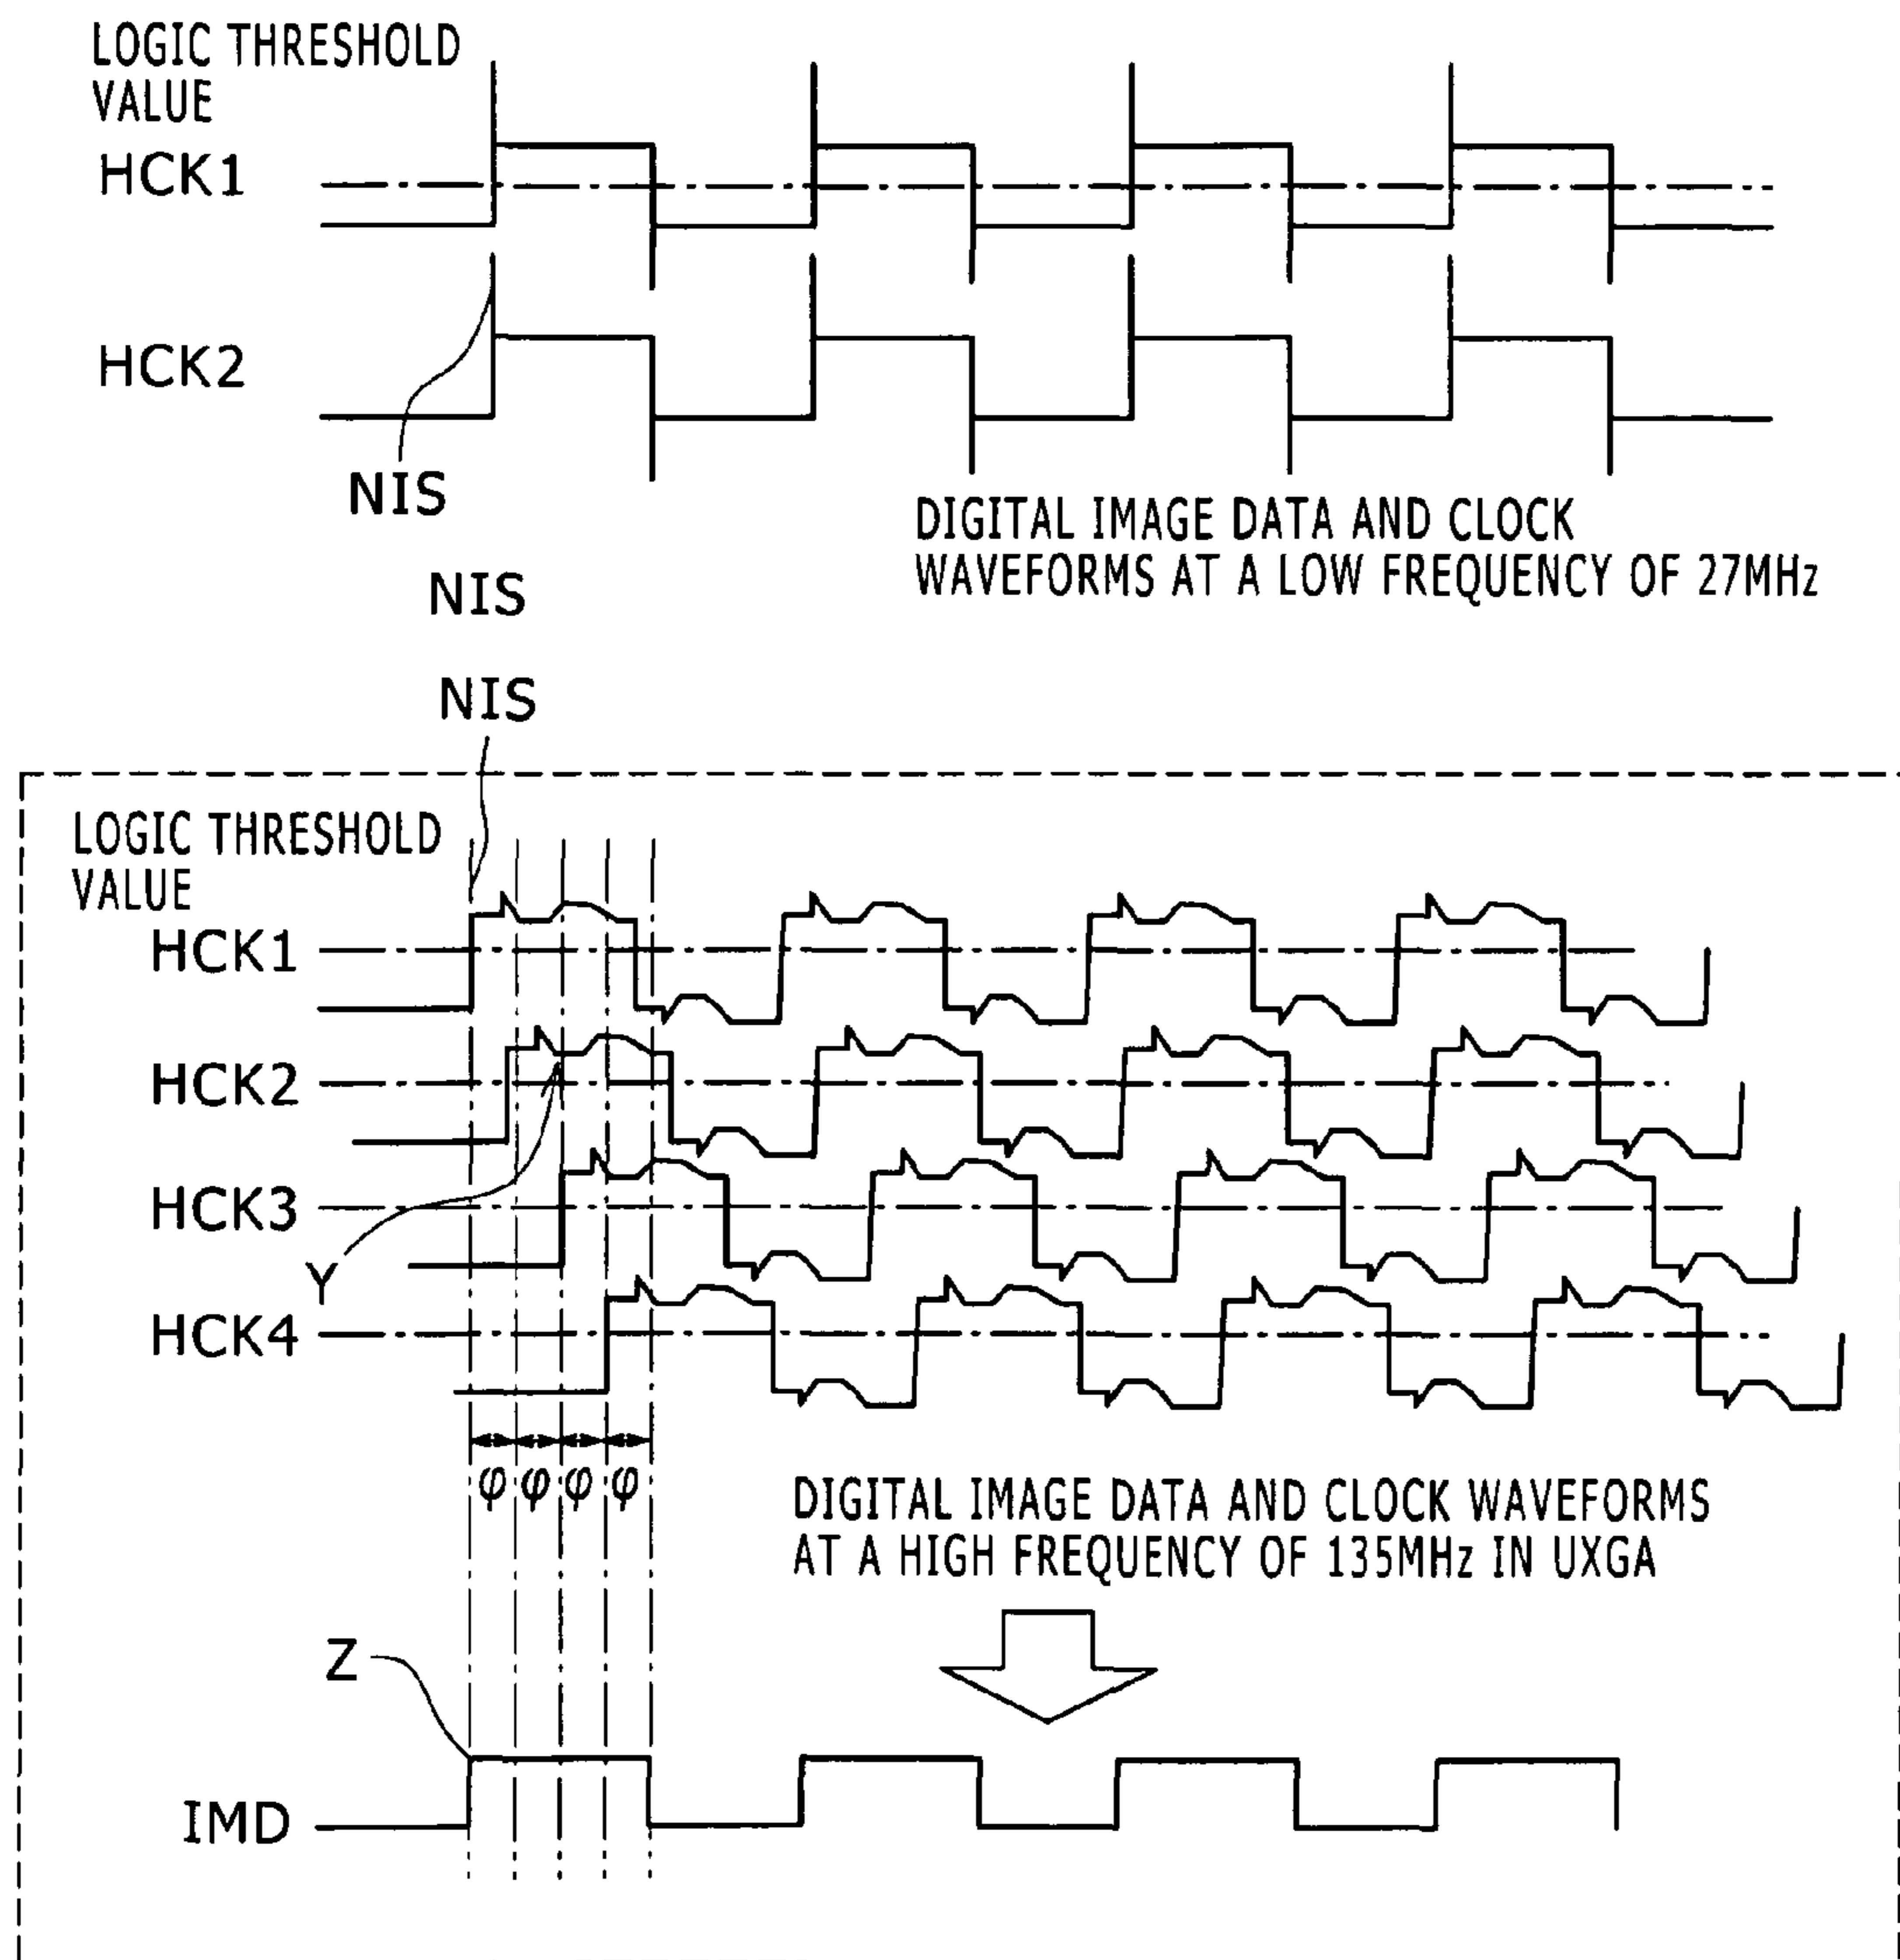 LOGIC THRESHOLD
VALUE
HCK1
HCK2
NIS
DIGITAL IMAGE DATA AND CLOCK
WAVEFORMS AT A LOW FREQUENCY OF 27MHz
NIS
NIS
LOGIC THRESHOLD
VALUE
HCK1
HCK2
HCK3
Y
HCK4
φ φ φ φ
DIGITAL IMAGE DATA AND CLOCK WAVEFORMS
AT A HIGH FREQUENCY OF 135MHz IN UXGA
Z
IMD